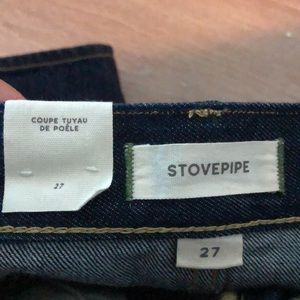 COUPE TUYAU
DE POÊLE
27
STOVEPIPE
27